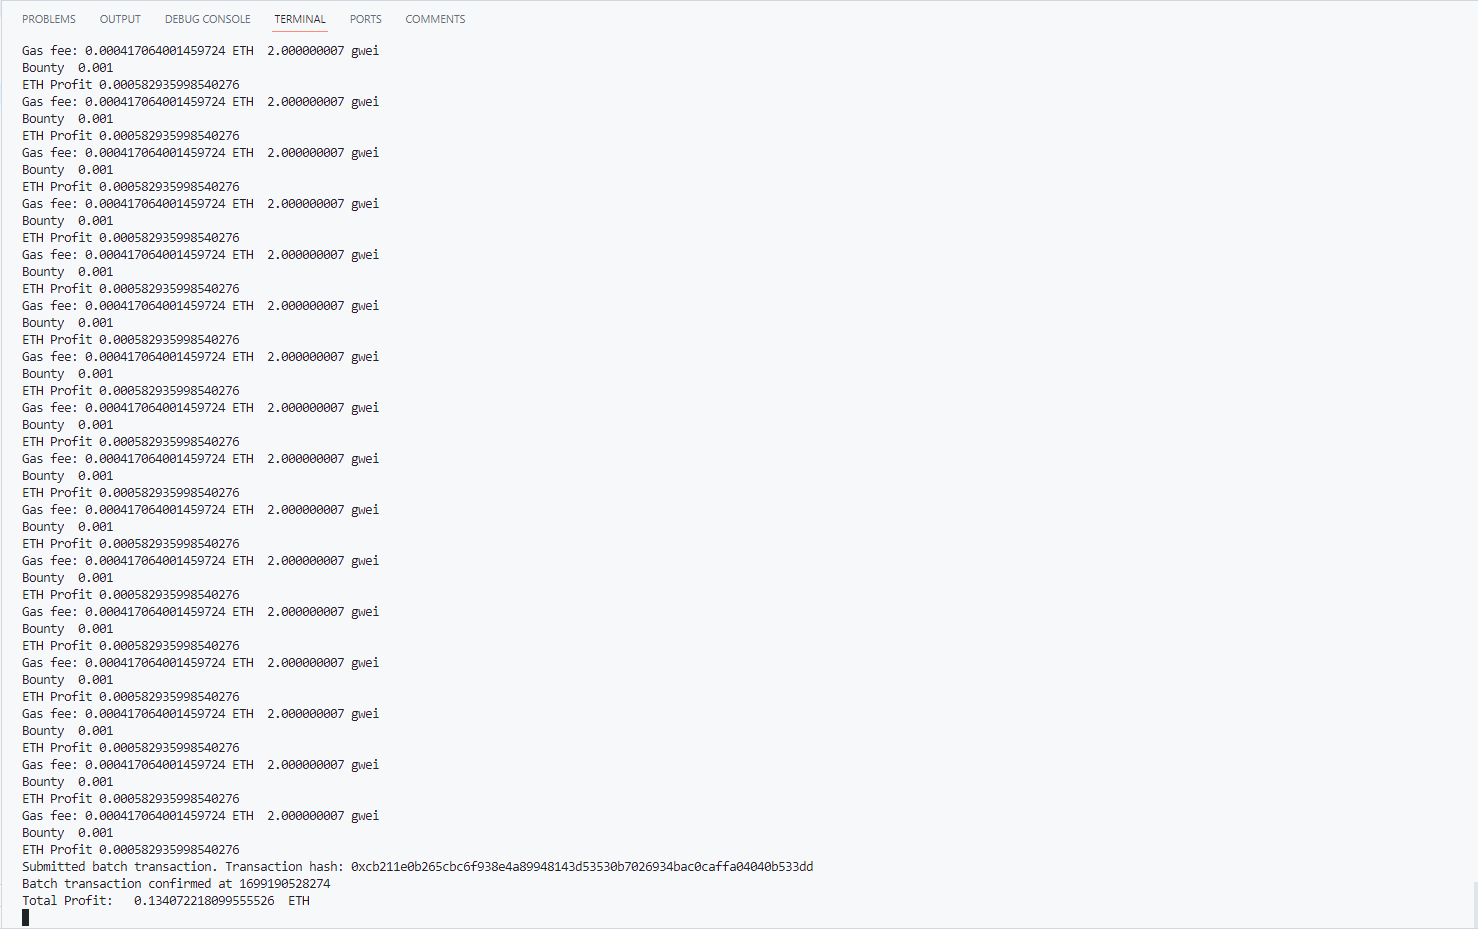 PROBLEMS OUTPUT DEBUG CONSOLE TERMINAL PORTS COMMENTS
Gas fee: 0.000417064001459724 ETH  2.000000007 gwei
Bounty  0.001
ETH Profit 0.000582935998540276
Gas fee: 0.000417064001459724 ETH  2.000000007 gwei
Bounty  0.001
ETH Profit 0.000582935998540276
Gas fee: 0.000417064001459724 ETH  2.000000007 gwei
Bounty  0.001
ETH Profit 0.000582935998540276
Gas fee: 0.000417064001459724 ETH  2.000000007 gwei
Bounty  0.001
ETH Profit 0.000582935998540276
Gas fee: 0.000417064001459724 ETH  2.000000007 gwei
Bounty  0.001
ETH Profit 0.000582935998540276
Gas fee: 0.000417064001459724 ETH  2.000000007 gwei
Bounty  0.001
ETH Profit 0.000582935998540276
Gas fee: 0.000417064001459724 ETH  2.000000007 gwei
Bounty  0.001
ETH Profit 0.000582935998540276
Gas fee: 0.000417064001459724 ETH  2.000000007 gwei
Bounty  0.001
ETH Profit 0.000582935998540276
Gas fee: 0.000417064001459724 ETH  2.000000007 gwei
Bounty  0.001
ETH Profit 0.000582935998540276
Gas fee: 0.000417064001459724 ETH  2.000000007 gwei
Bounty  0.001
ETH Profit 0.000582935998540276
Gas fee: 0.000417064001459724 ETH  2.000000007 gwei
Bounty  0.001
ETH Profit 0.000582935998540276
Gas fee: 0.000417064001459724 ETH  2.000000007 gwei
Bounty  0.001
ETH Profit 0.000582935998540276
Gas fee: 0.000417064001459724 ETH  2.000000007 gwei
Bounty  0.001
ETH Profit 0.000582935998540276
Gas fee: 0.000417064001459724 ETH  2.000000007 gwei
Bounty  0.001
ETH Profit 0.000582935998540276
Gas fee: 0.000417064001459724 ETH  2.000000007 gwei
Bounty  0.001
ETH Profit 0.000582935998540276
Gas fee: 0.000417064001459724 ETH  2.000000007 gwei
Bounty  0.001
ETH Profit 0.000582935998540276
Submitted batch transaction. Transaction hash: 0xcb211e0b265cbc6f938e4a89948143d53530b7026934bac0caffa04040b533dd
Batch transaction confirmed at 1699190528274
Total Profit:   0.134072218099555526  ETH